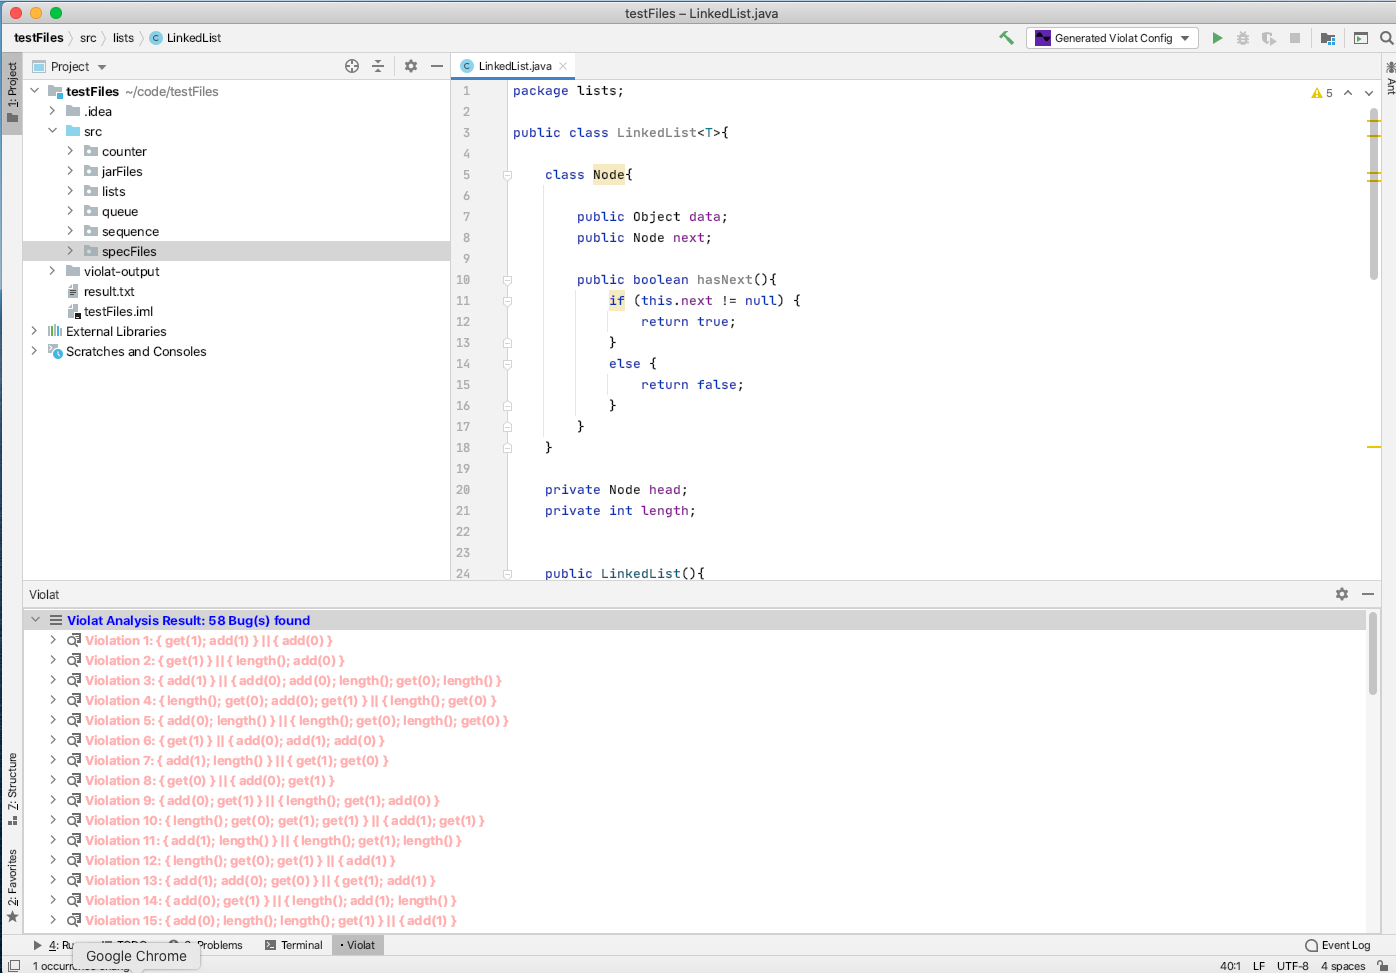 testFiles – LinkedList.java
testFiles src lists LinkedList
Generated Violat Config
1: Project
Project
LinkedList.java
Ant
testFiles ~/code/testFiles
.idea
src
counter
jarFiles
lists
queue
sequence
specFiles
violat-output
result.txt
testFiles.iml
External Libraries
Scratches and Consoles
5
1 package lists;
2
3 public class LinkedList<T>{
4
5 class Node{
6
7 public Object data;
8 public Node next;
9
10 public boolean hasNext(){
11 if (this.next != null) {
12 return true;
13 }
14 else {
15 return false;
16 }
17 }
18 }
19
20 private Node head;
21 private int length;
22
23
24 public LinkedList(){
Violat
Violat Analysis Result: 58 Bug(s) found
Violation 1: { get(1); add(1) } || { add(0) }
Violation 2: { get(1) } || { length(); add(0) }
Violation 3: { add(1) } || { add(0); add(0); length(); get(0); length() }
Violation 4: { length(); get(0); add(0); get(1) } || { length(); get(0) }
Violation 5: { add(0); length() } || { length(); get(0); length(); get(0) }
Violation 6: { get(1) } || { add(0); add(1); add(0) }
Violation 7: { add(1); length() } || { get(1); get(0) }
Violation 8: { get(0) } || { add(0); get(1) }
Violation 9: { add(0); get(1) } || { length(); get(1); add(0) }
Violation 10: { length(); get(0); get(1); get(1) } || { add(1); get(1) }
Violation 11: { add(1); length() } || { length(); get(1); length() }
Violation 12: { length(); get(0); get(1) } || { add(1) }
Violation 13: { add(1); add(0); get(0) } || { get(1); add(1) }
Violation 14: { add(0); get(1) } || { length(); add(1); length() }
Violation 15: { add(0); length(); length(); get(1) } || { add(1) }
Z: Structure
2: Favorites
4: Problems Terminal Violat
Event Log
Google Chrome
1 occurrence
40:1 LF UTF-8 4 spaces